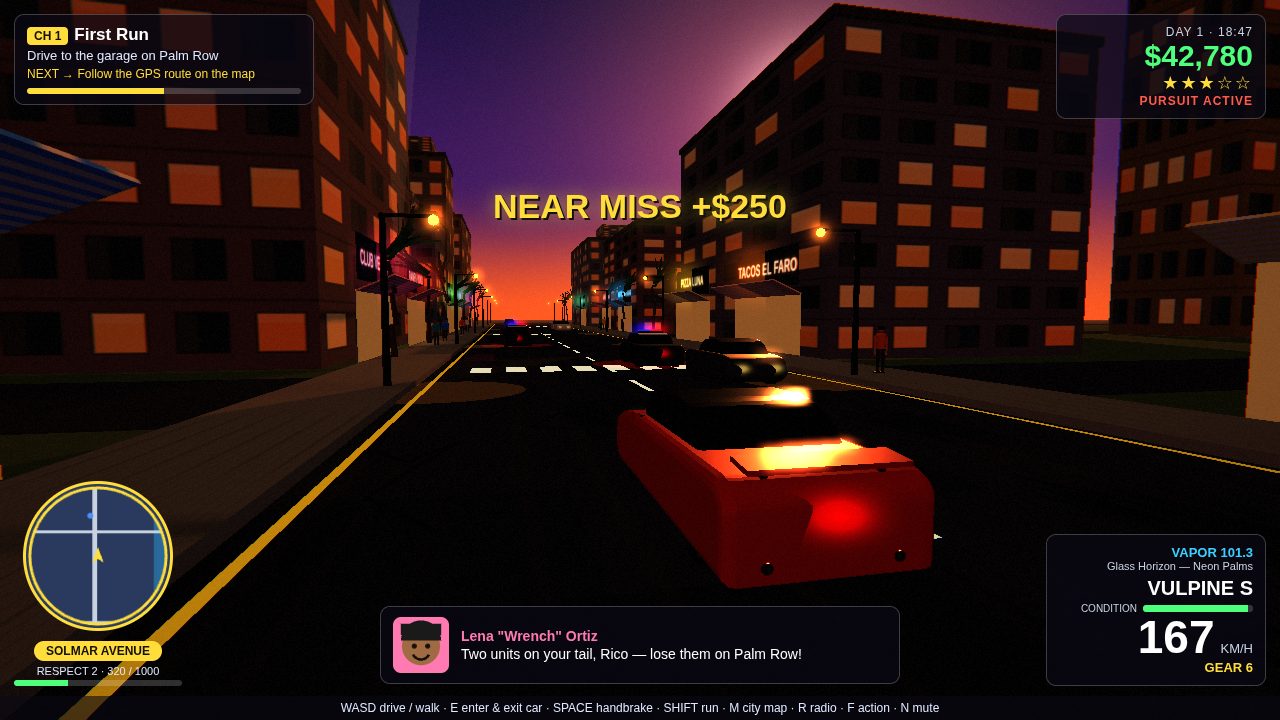 CH 1 First Run
Drive to the garage on Palm Row
NEXT → Follow the GPS route on the map
DAY 1 · 18:47
$42,780
★★★☆☆
PURSUIT ACTIVE
NEAR MISS +$250
CLUB
TACOS EL FARO
PIZZA LUNA
SOLMAR AVENUE
RESPECT 2 · 320 / 1000
Lena "Wrench" Ortiz
Two units on your tail, Rico — lose them on Palm Row!
VAPOR 101.3
Glass Horizon — Neon Palms
VULPINE S
CONDITION
167 KM/H
GEAR 6
WASD drive / walk · E enter & exit car · SPACE handbrake · SHIFT run · M city map · R radio · F action · N mute